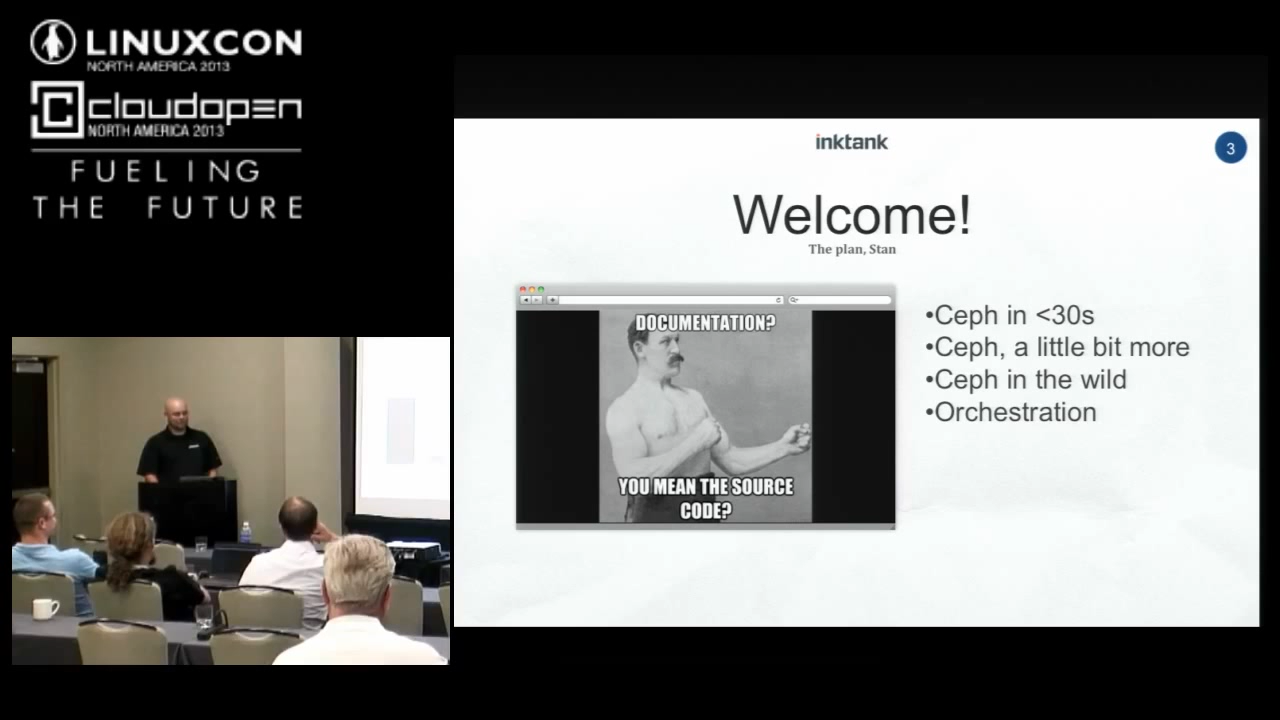 LINUXCON
NORTH AMERICA 2013
cloudopen
NORTH AMERICA 2013
FUELING
THE FUTURE
inktank
3
Welcome!
The plan, Stan
DOCUMENTATION?
YOU MEAN THE SOURCE
CODE?
•Ceph in <30s
•Ceph, a little bit more
•Ceph in the wild
•Orchestration